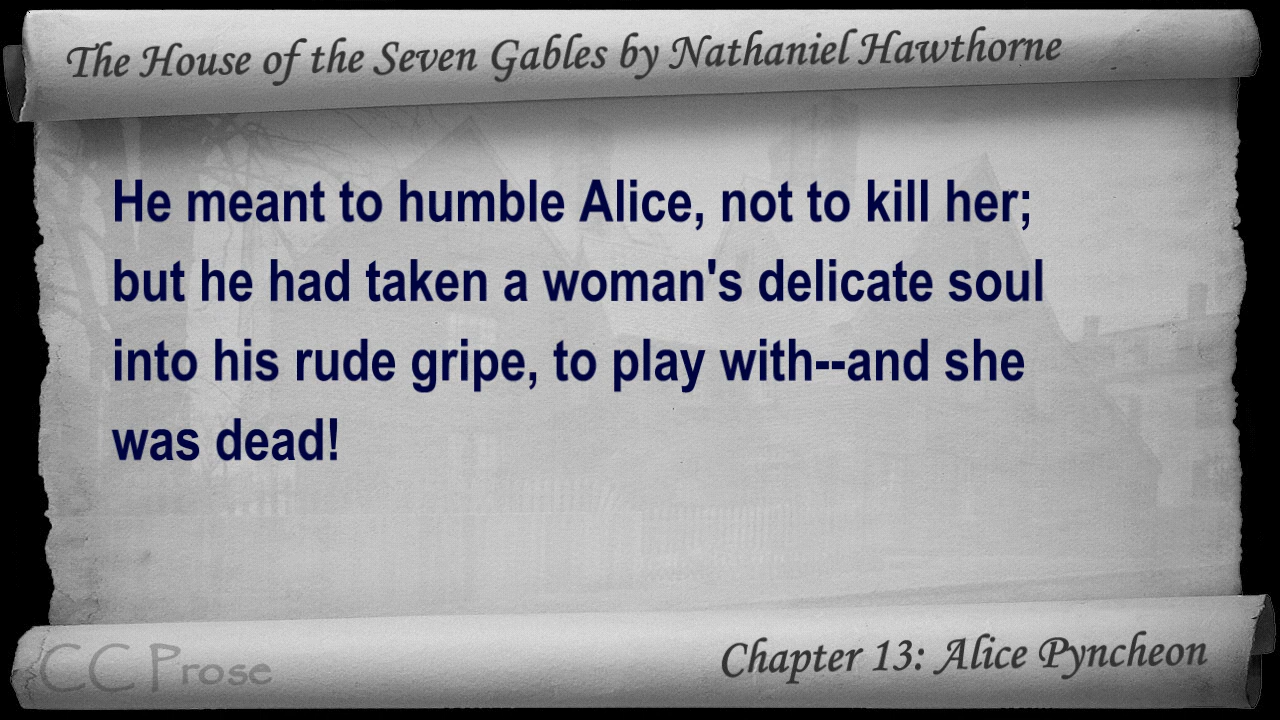 The House of the Seven Gables by Nathaniel Hawthorne
He meant to humble Alice, not to kill her;
but he had taken a woman's delicate soul
into his rude gripe, to play with--and she
was dead!
CC Prose
Chapter 13: Alice Pyncheon